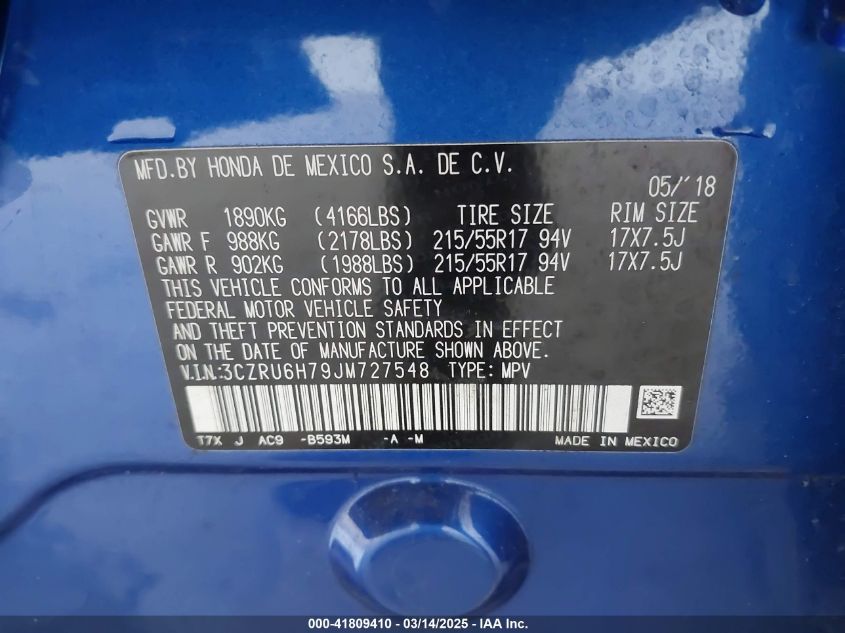 MFD.BY HONDA DE MEXICO S.A. DE C.V.
05/"18
GVWR 1890KG (4166LBS) TIRE SIZE RIM SIZE
GAWR F 988KG (2178LBS) 215/55R17 94V 17X7.5J
GAWR R 902KG (1988LBS) 215/55R17 94V 17X7.5J
THIS VEHICLE CONFORMS TO ALL APPLICABLE
FEDERAL MOTOR VEHICLE SAFETY
AND THEFT PREVENTION STANDARDS IN EFFECT
ON THE DATE OF MANUFACTURE SHOWN ABOVE.
V.I.N.:3CZRU6H79JM727548 TYPE: MPV
T7X J AC9 -B593M -A -M MADE IN MEXICO
000-41809410 - 03/14/2025 - IAAI.com